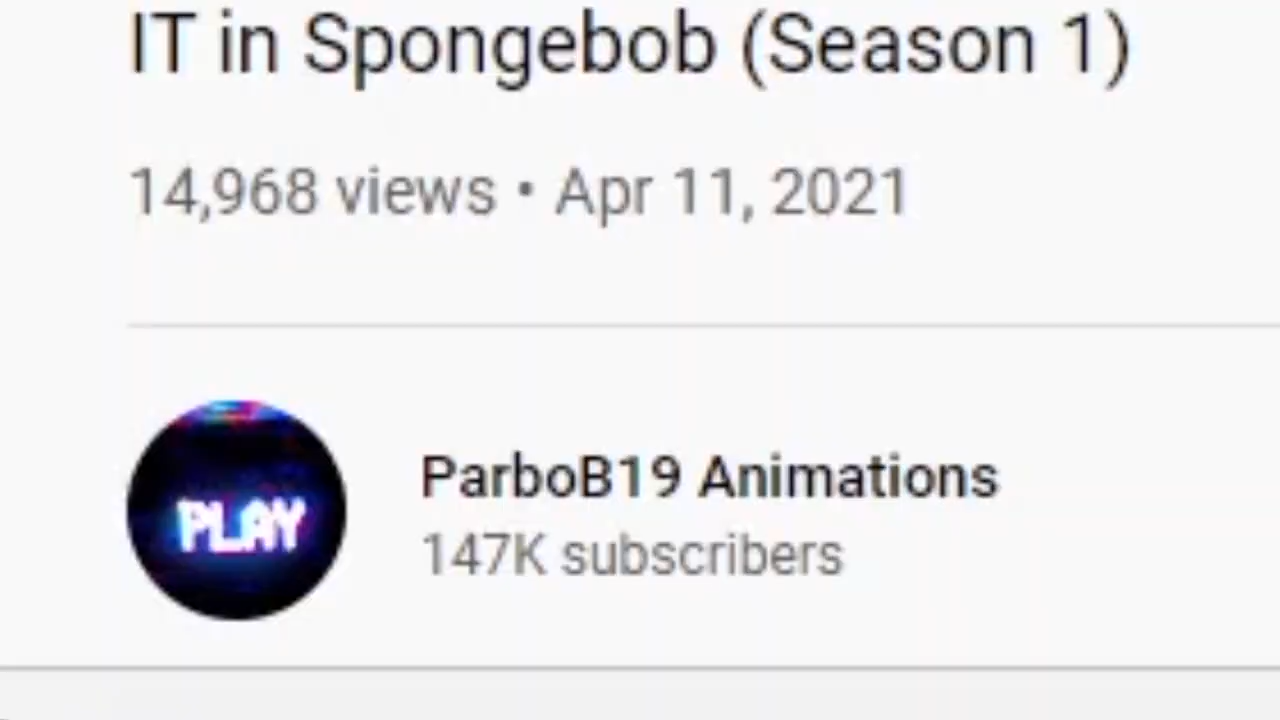 IT in Spongebob (Season 1)
14,968 views • Apr 11, 2021
PLAY
ParboB19 Animations
147K subscribers